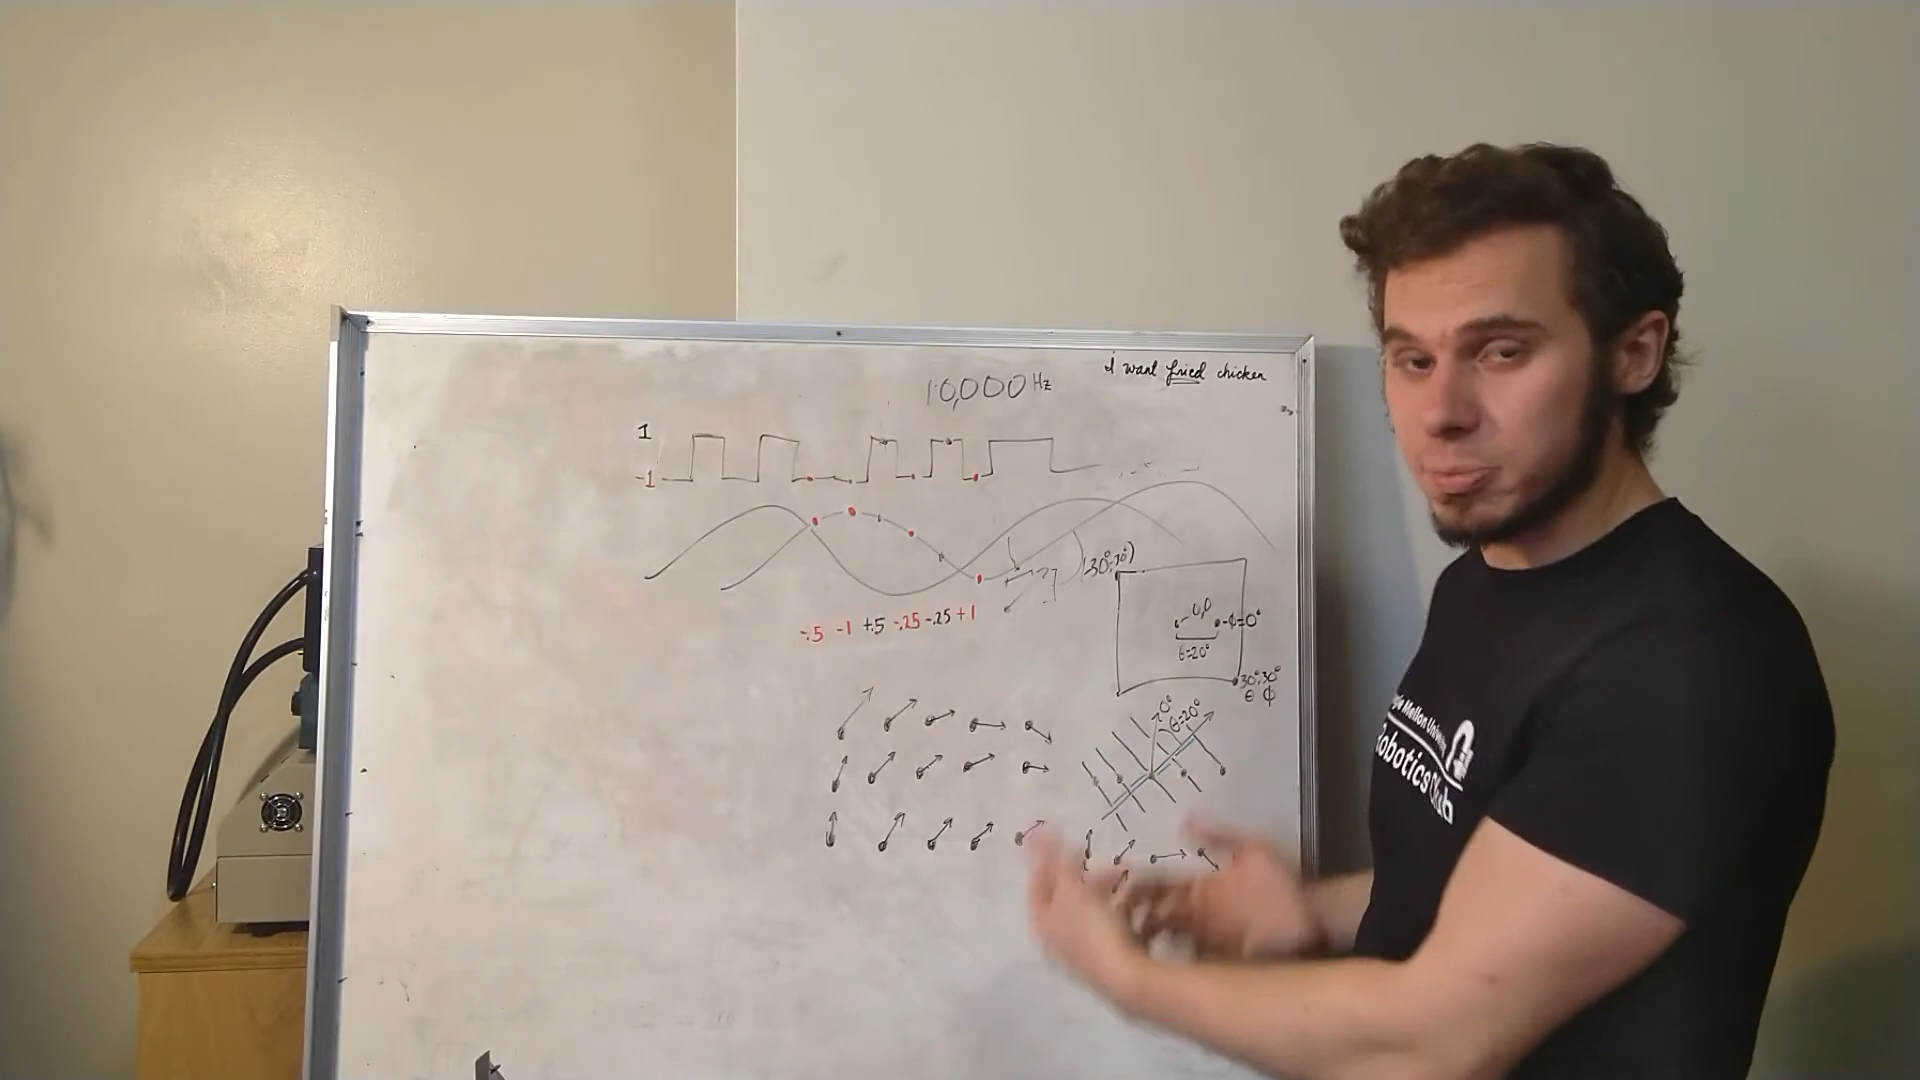 I want fried chicken
10,000 Hz
1
-1
(30°,30°)
0,0
-ϕ=0°
θ=20°
-.5 -1 +.5 -.25 -.25 +1
30°,30°
θ ϕ
θ=20°
Mellon University
Robotics Club